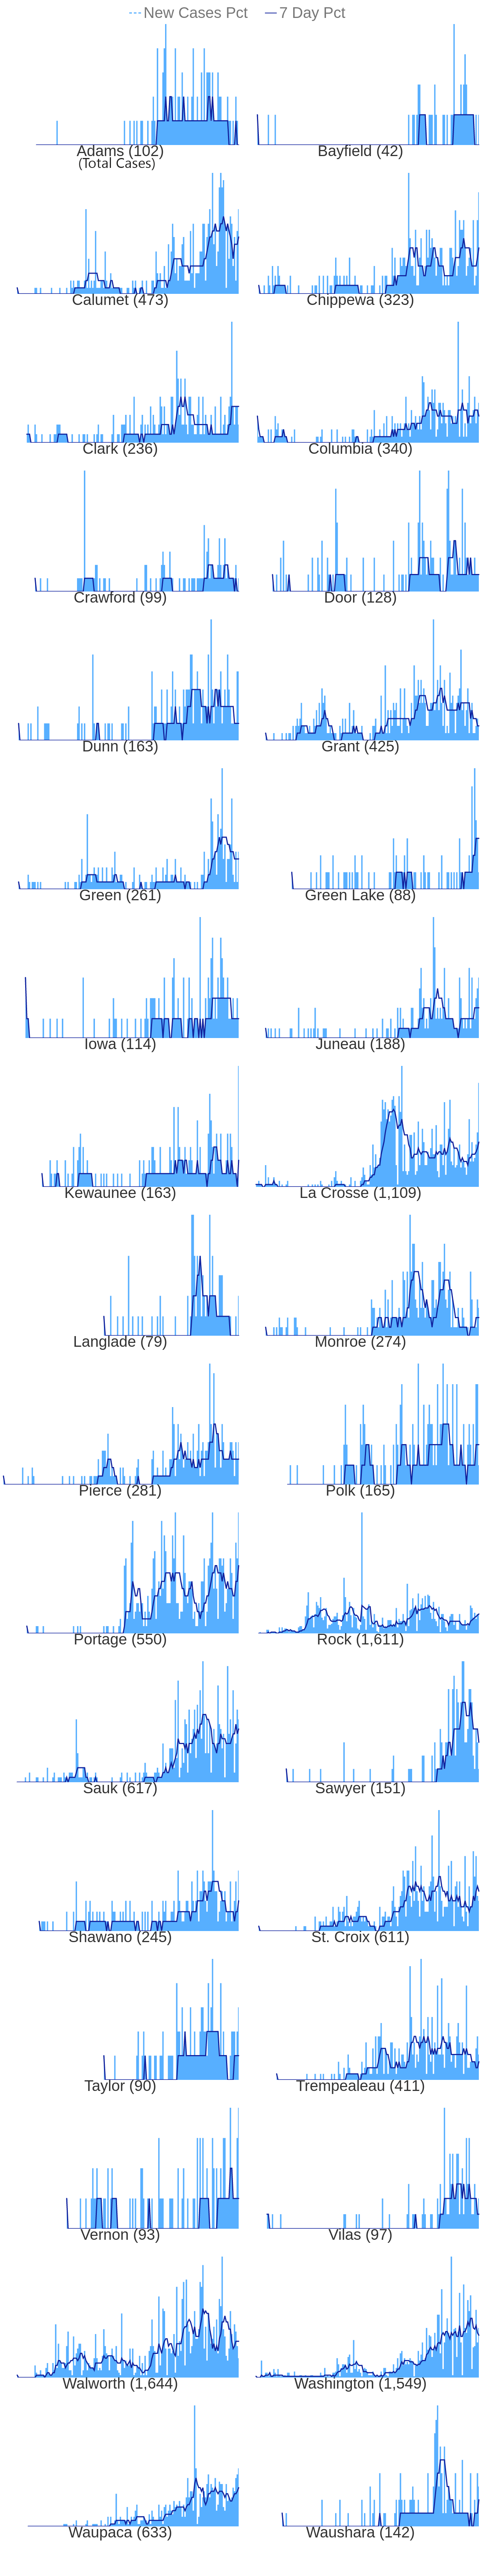 New Cases Pct 7 Day Pct
Adams (102) Bayfield (42)
(Total Cases)
Calumet (473) Chippewa (323)
Clark (236) Columbia (340)
Crawford (99) Door (128)
Dunn (163) Grant (425)
Green (261) Green Lake (88)
Iowa (114) Juneau (188)
Kewaunee (163) La Crosse (1,109)
Langlade (79) Monroe (274)
Pierce (281) Polk (165)
Portage (550) Rock (1,611)
Sauk (617) Sawyer (151)
Shawano (245) St. Croix (611)
Taylor (90) Trempealeau (411)
Vernon (93) Vilas (97)
Walworth (1,644) Washington (1,549)
Waupaca (633) Waushara (142)